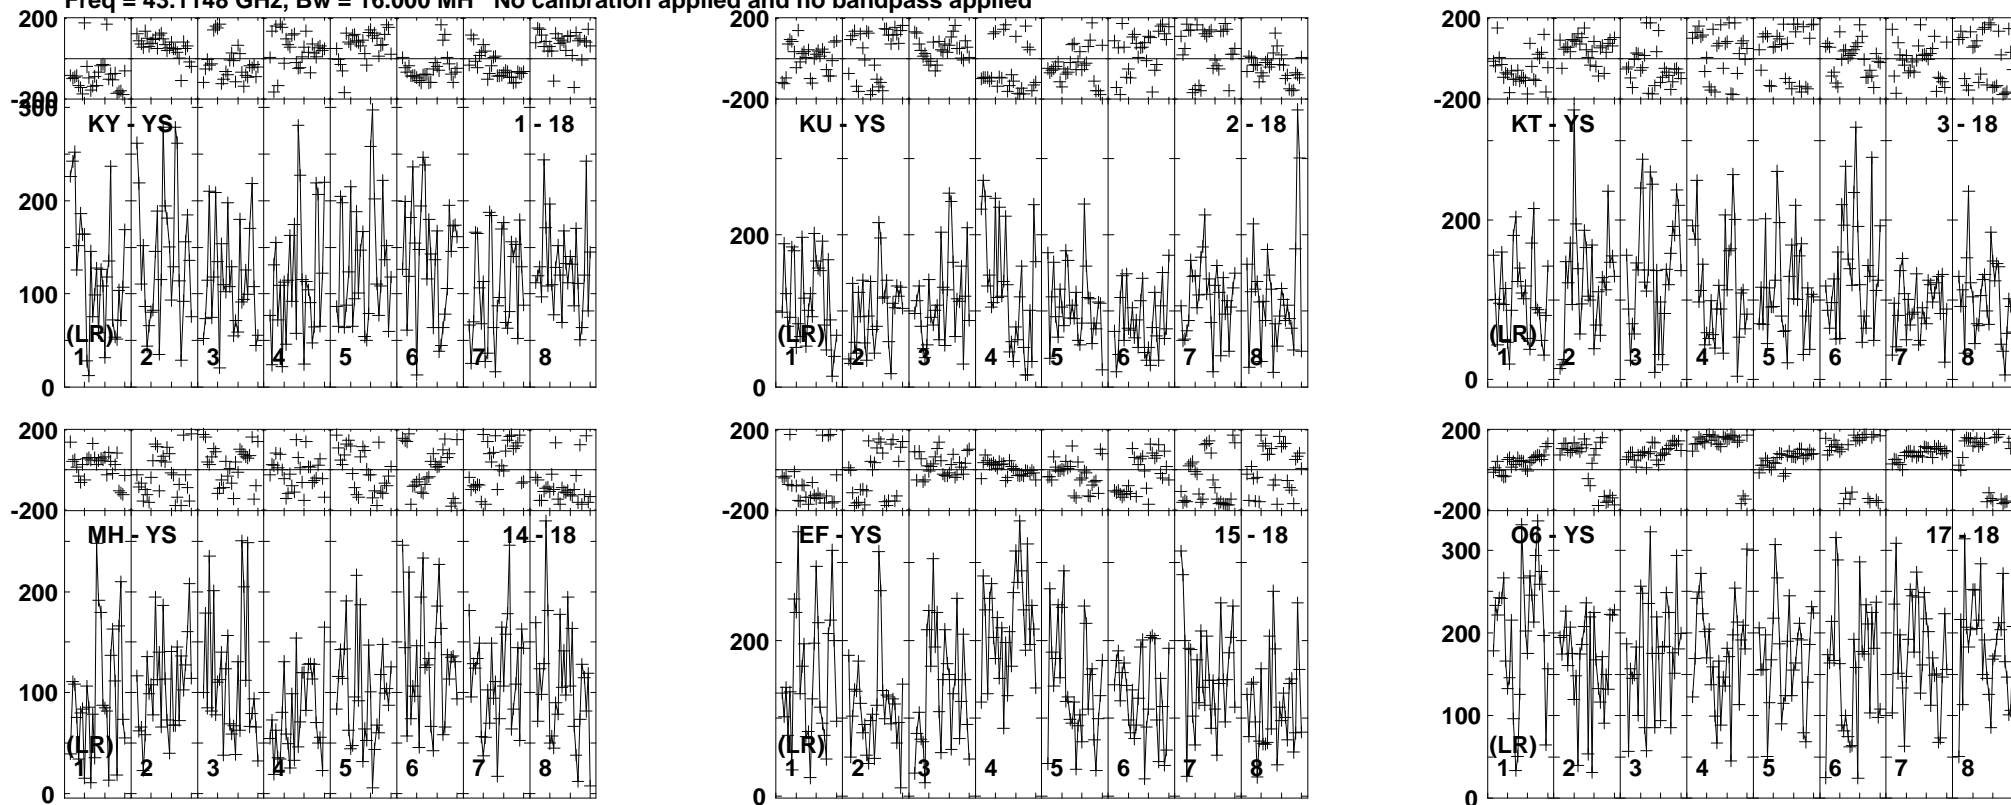 Freq = 43.1148 GHz, Bw = 16.000 MH No calibration applied and no bandpass applied
200
-200
300
200
100
0
KY - YS 1 - 18
(LR)
1 2 3 4 5 6 7 8
200
-200
200
0
KU - YS 2 - 18
(LR)
1 2 3 4 5 6 7 8
200
-200
200
0
KT - YS 3 - 18
(LR)
1 2 3 4 5 6 7 8
200
-200
200
100
0
MH - YS 14 - 18
(LR)
1 2 3 4 5 6 7 8
200
-200
200
0
EF - YS 15 - 18
(LR)
1 2 3 4 5 6 7 8
200
-200
300
200
100
0
O6 - YS 17 - 18
(LR)
1 2 3 4 5 6 7 8